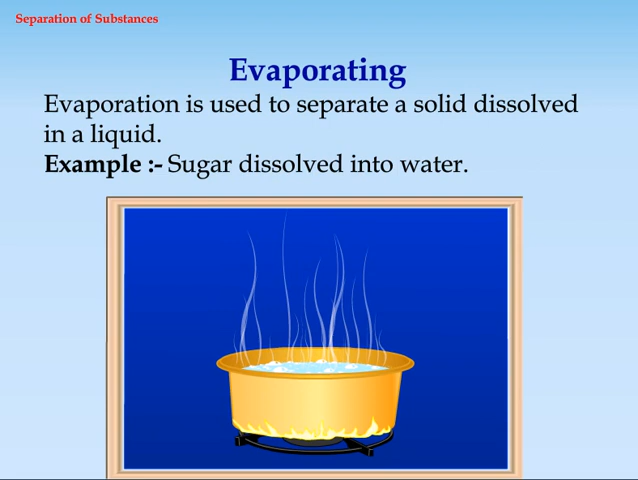 Separation of Substances
Evaporating
Evaporation is used to separate a solid dissolved
in a liquid.
Example :- Sugar dissolved into water.